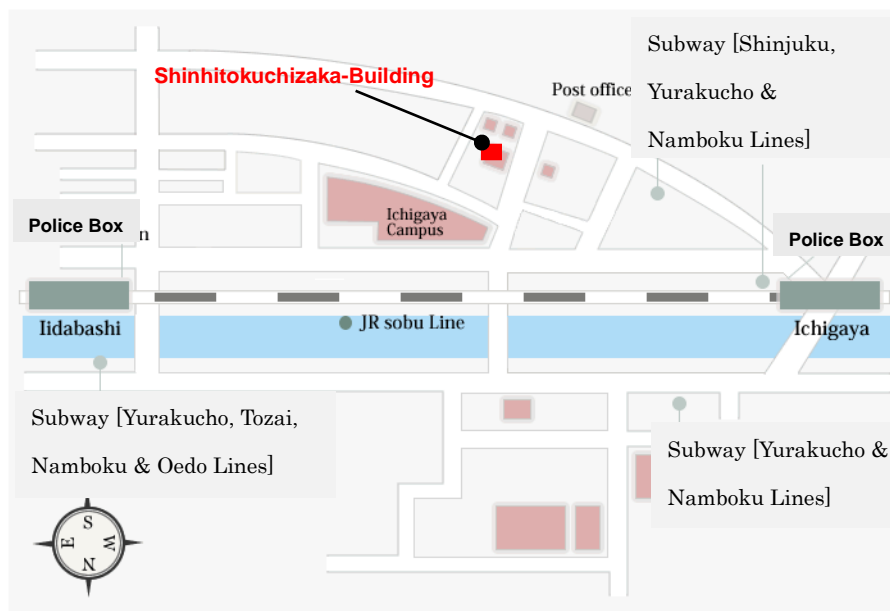 Subway [Shinjuku,
Yurakucho &
Namboku Lines]
Shinhitokuchizaka-Building
Post office
Ichigaya
Campus
Police Box
n
Police Box
Iidabashi
JR sobu Line
Ichigaya
Subway [Yurakucho, Tozai,
Namboku & Oedo Lines]
Subway [Yurakucho &
Namboku Lines]
S
E
W
N